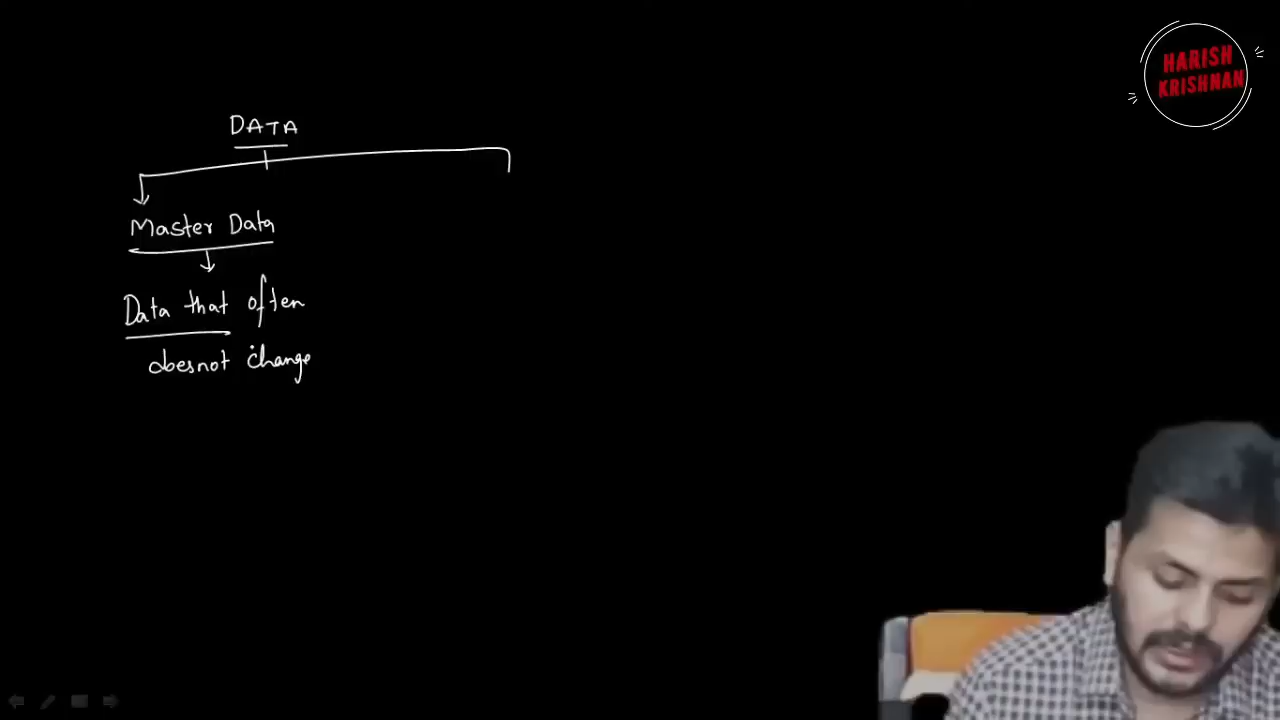 HARISH
KRISHNAN
DATA
Master Data
Data that often
doesnot change